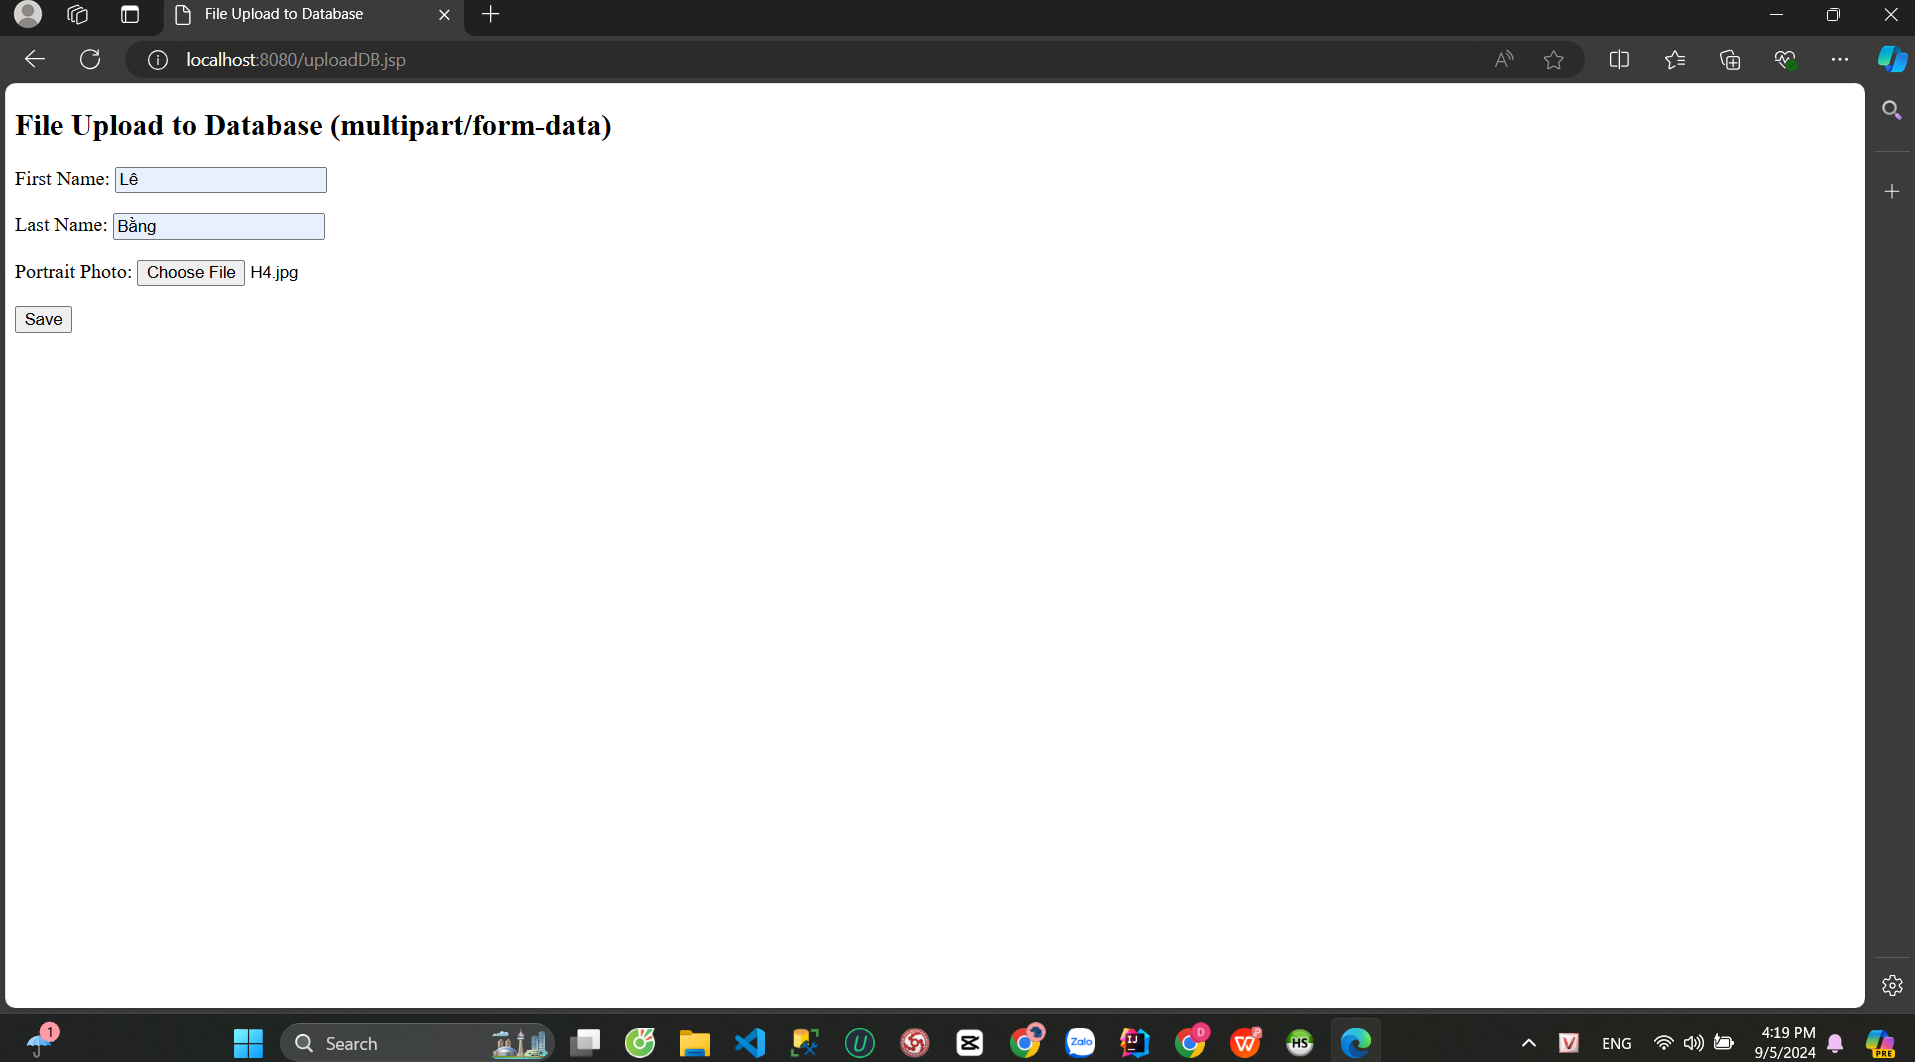 File Upload to Database
localhost:8080/uploadDB.jsp
File Upload to Database (multipart/form-data)
First Name: Lê
Last Name: Bằng
Portrait Photo: Choose File H4.jpg
Save
1
Search
Zalo
IJ
D
W
P
HS
V
ENG
4:19 PM
9/5/2024
PRE